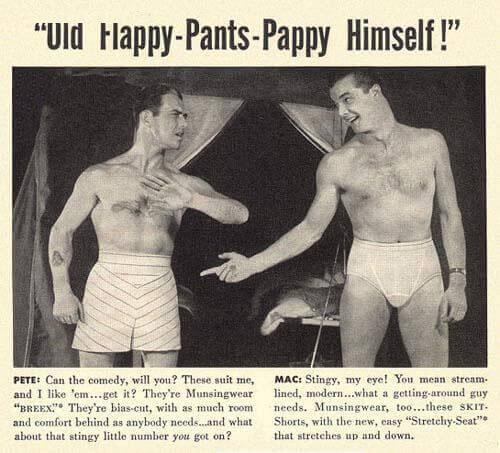 “Old Flappy-Pants-Pappy Himself!”
PETE: Can the comedy, will you? These suit me,
and I like 'em...get it? They're Munsingwear
"BREEX."* They're bias-cut, with as much room
and comfort behind as anybody needs...and what
about that stingy little number you got on?
MAC: Stingy, my eye! You mean stream-
lined, modern...what a getting-around guy
needs. Munsingwear, too...these SKIT-
Shorts, with the new, easy "Stretchy-Seat"*
that stretches up and down.